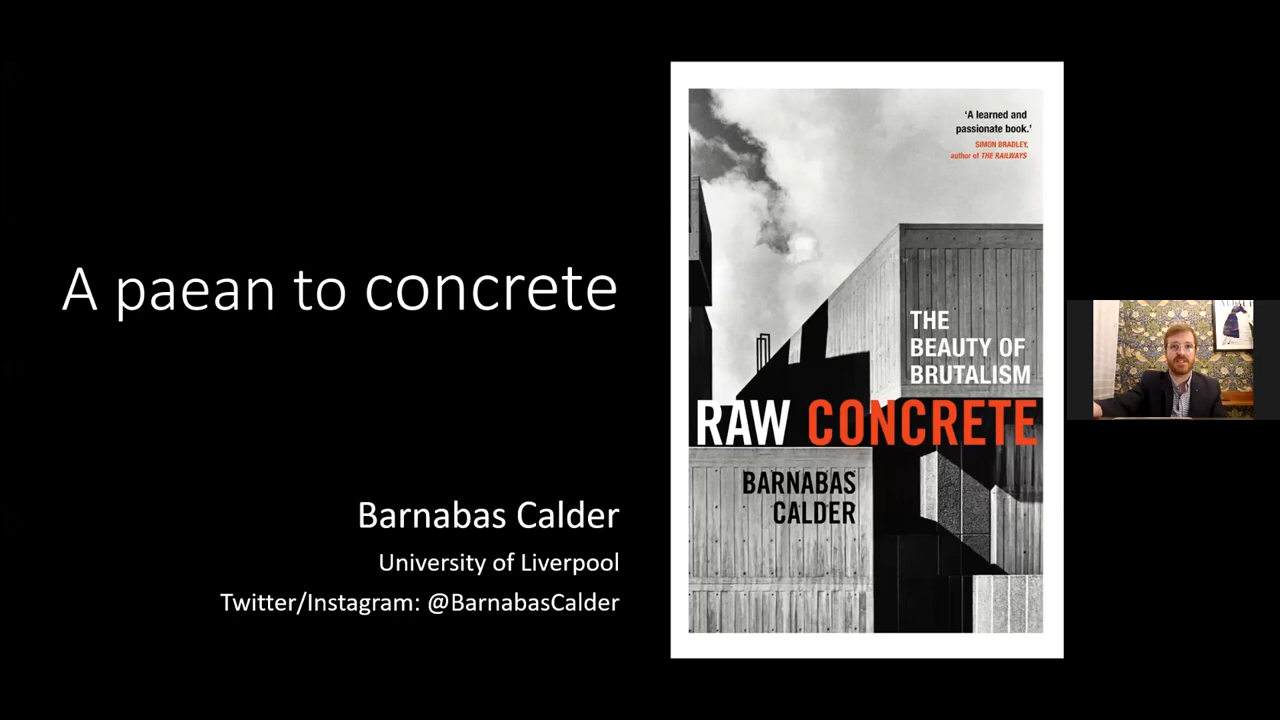 A paean to concrete
Barnabas Calder
University of Liverpool
Twitter/Instagram: @BarnabasCalder
‘A learned and
passionate book.’
SIMON BRADLEY,
author of THE RAILWAYS
THE
BEAUTY OF
BRUTALISM
RAW CONCRETE
BARNABAS
CALDER